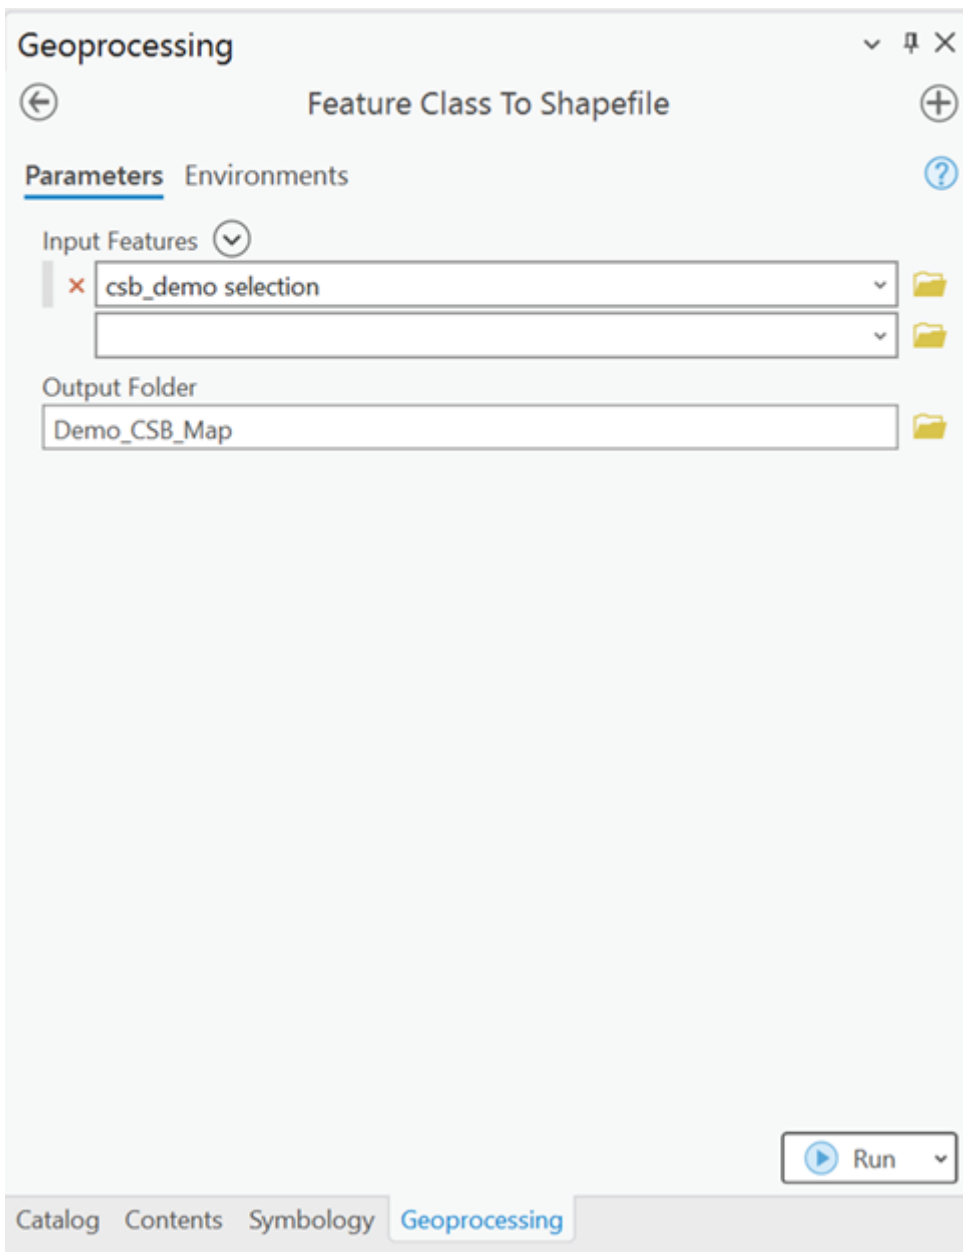 Geoprocessing
Feature Class To Shapefile
Parameters Environments
Input Features
csb_demo selection
Output Folder
Demo_CSB_Map
Run
Catalog Contents Symbology Geoprocessing